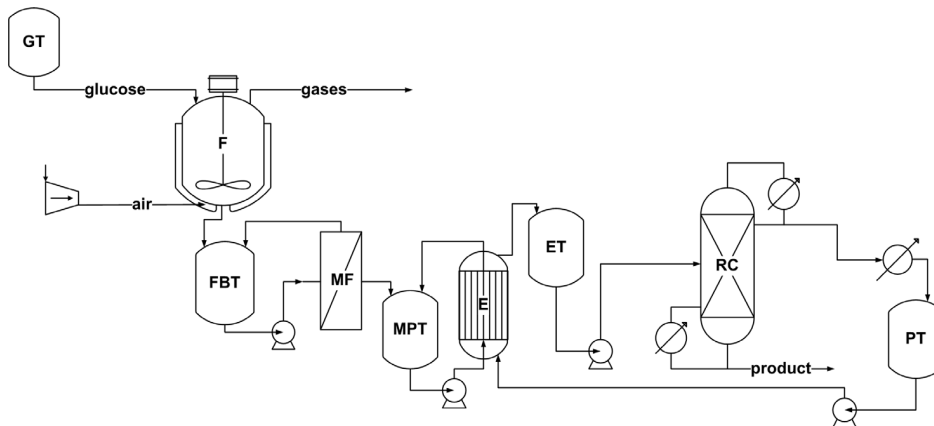 GT
glucose
gases
F
air
FBT
MF
MPT
E
ET
RC
PT
product